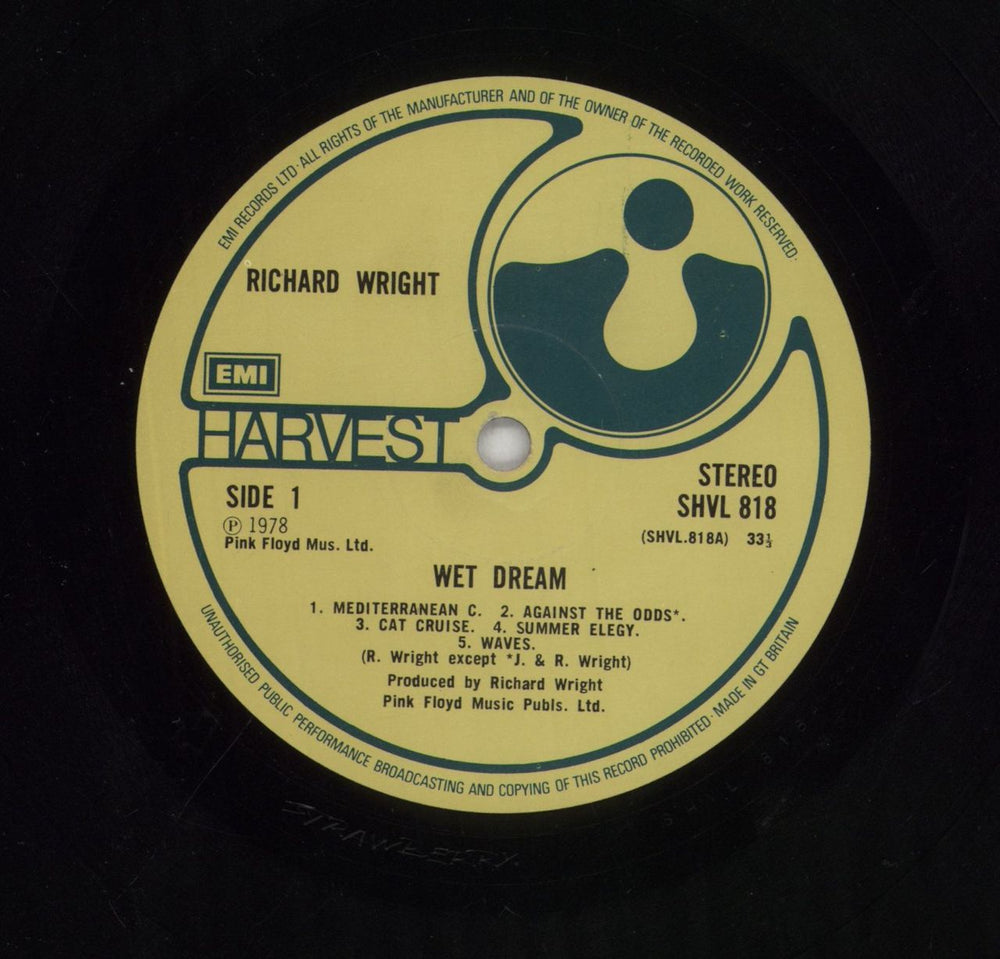 EMI RECORDS LTD · ALL RIGHTS OF THE MANUFACTURER AND OF THE OWNER OF THE RECORDED WORK RESERVED ·
RICHARD WRIGHT
EMI
HARVEST
STEREO
SHVL 818
(SHVL.818A) 33⅓
SIDE 1
Ⓟ 1978
Pink Floyd Mus. Ltd.
WET DREAM
1. MEDITERRANEAN C. 2. AGAINST THE ODDS*.
3. CAT CRUISE. 4. SUMMER ELEGY.
5. WAVES.
(R. Wright except *J. & R. Wright)
Produced by Richard Wright
Pink Floyd Music Publs. Ltd.
UNAUTHORISED PUBLIC PERFORMANCE BROADCASTING AND COPYING OF THIS RECORD PROHIBITED · MADE IN GT BRITAIN
STRAWBERRY